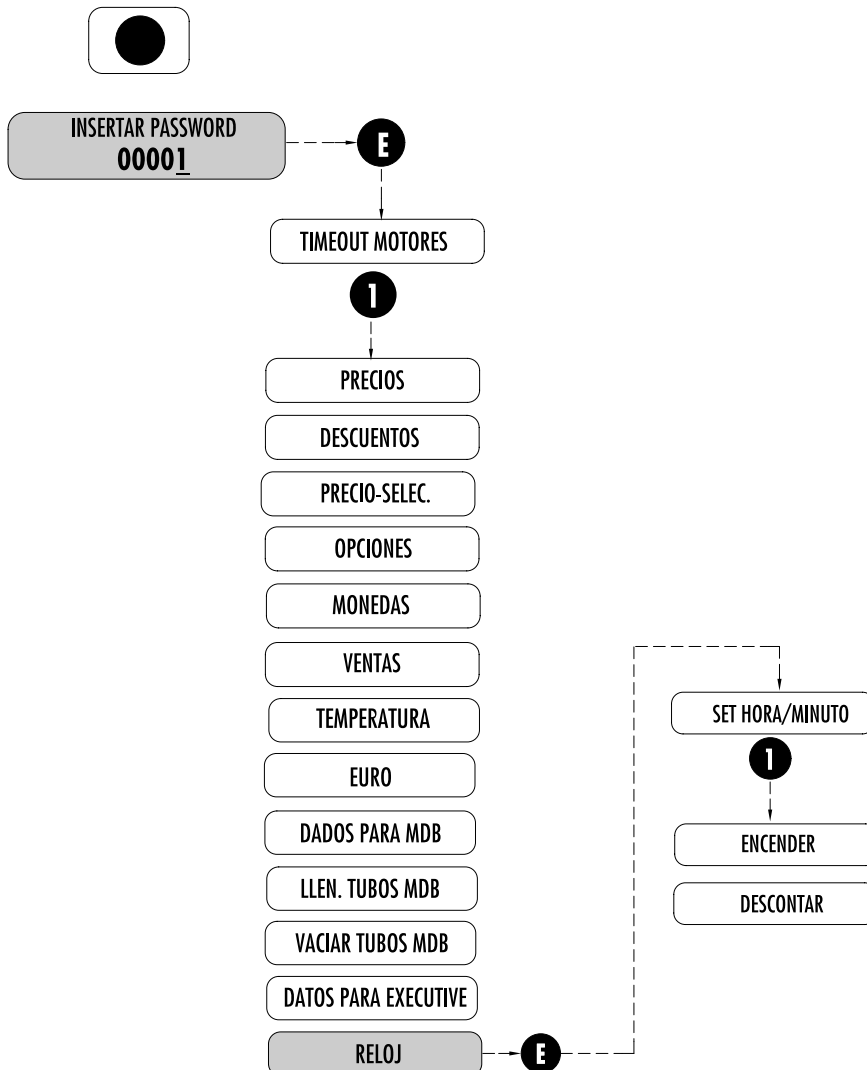 INSERTAR PASSWORD
00001
E
TIMEOUT MOTORES
1
PRECIOS
DESCUENTOS
PRECIO-SELEC.
OPCIONES
MONEDAS
VENTAS
TEMPERATURA
EURO
DADOS PARA MDB
LLEN. TUBOS MDB
VACIAR TUBOS MDB
DATOS PARA EXECUTIVE
RELOJ
E
SET HORA/MINUTO
1
ENCENDER
DESCONTAR